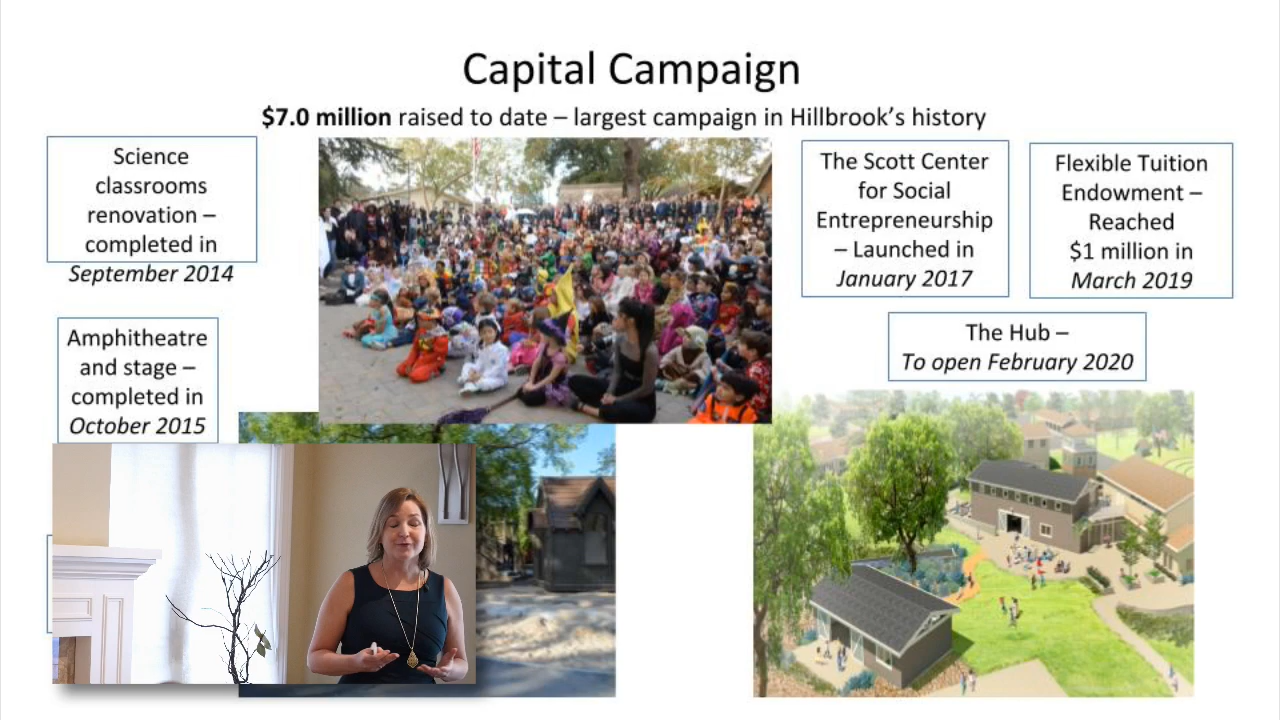 Capital Campaign
$7.0 million raised to date – largest campaign in Hillbrook’s history
Science
classrooms
renovation –
completed in
September 2014
Amphitheatre
and stage –
completed in
October 2015
The Scott Center
for Social
Entrepreneurship
– Launched in
January 2017
Flexible Tuition
Endowment –
Reached
$1 million in
March 2019
The Hub –
To open February 2020